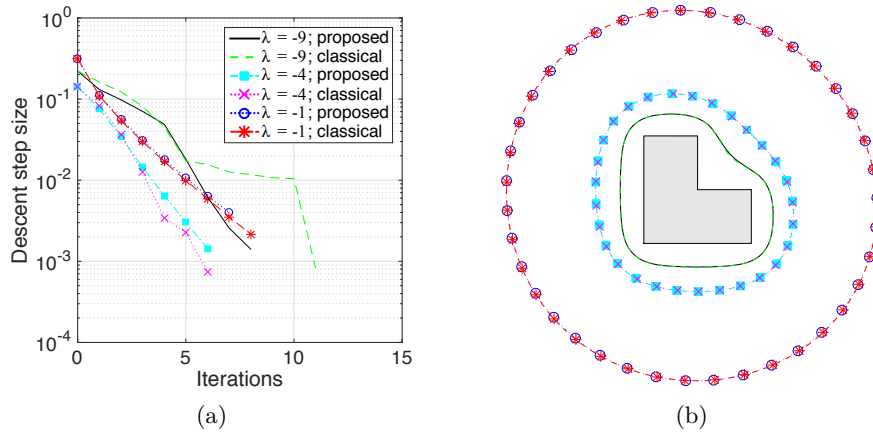 10^0
10^-1
10^-2
10^-3
10^-4
Descent step size
λ = -9; proposed
λ = -9; classical
λ = -4; proposed
λ = -4; classical
λ = -1; proposed
λ = -1; classical
0 5 10 15
Iterations
(a) (b)